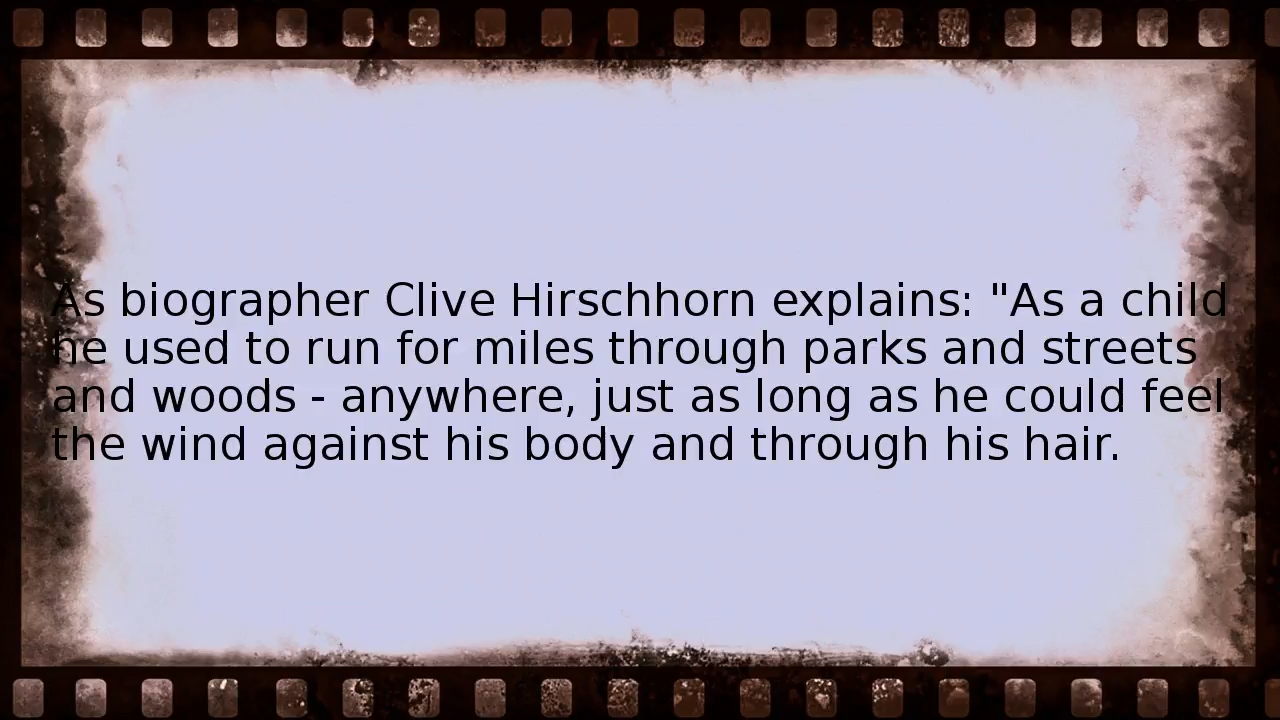 As biographer Clive Hirschhorn explains: "As a child
he used to run for miles through parks and streets
and woods - anywhere, just as long as he could feel
the wind against his body and through his hair.